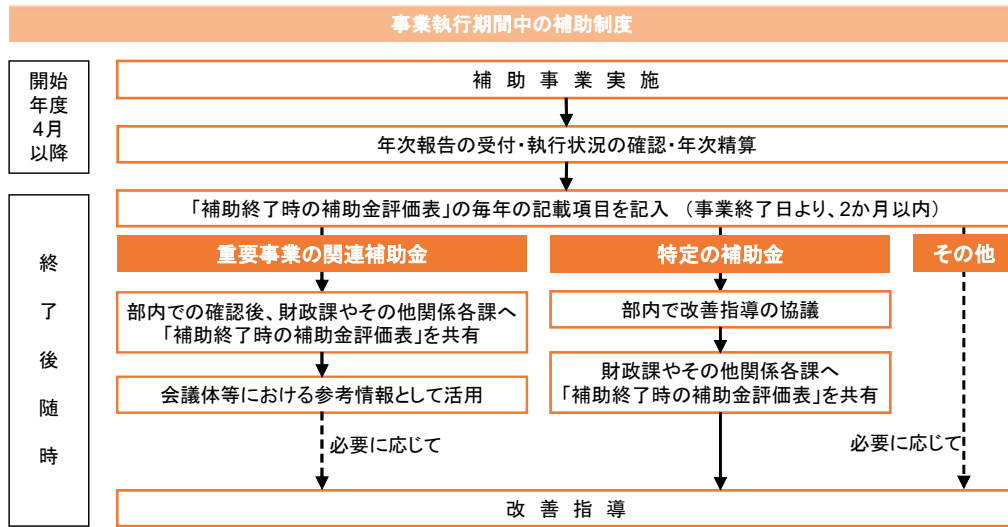 事業執行期間中の補助制度
開始
年度
4月
以降
補助事業実施
年次報告の受付・執行状況の確認・年次精算
終
了
後
随
時
「補助終了時の補助金評価表」の毎年の記載項目を記入 （事業終了日より、2か月以内）
重要事業の関連補助金
特定の補助金
その他
部内での確認後、財政課やその他関係各課へ
「補助終了時の補助金評価表」を共有
部内で改善指導の協議
会議体等における参考情報として活用
財政課やその他関係各課へ
「補助終了時の補助金評価表」を共有
必要に応じて
必要に応じて
改善指導